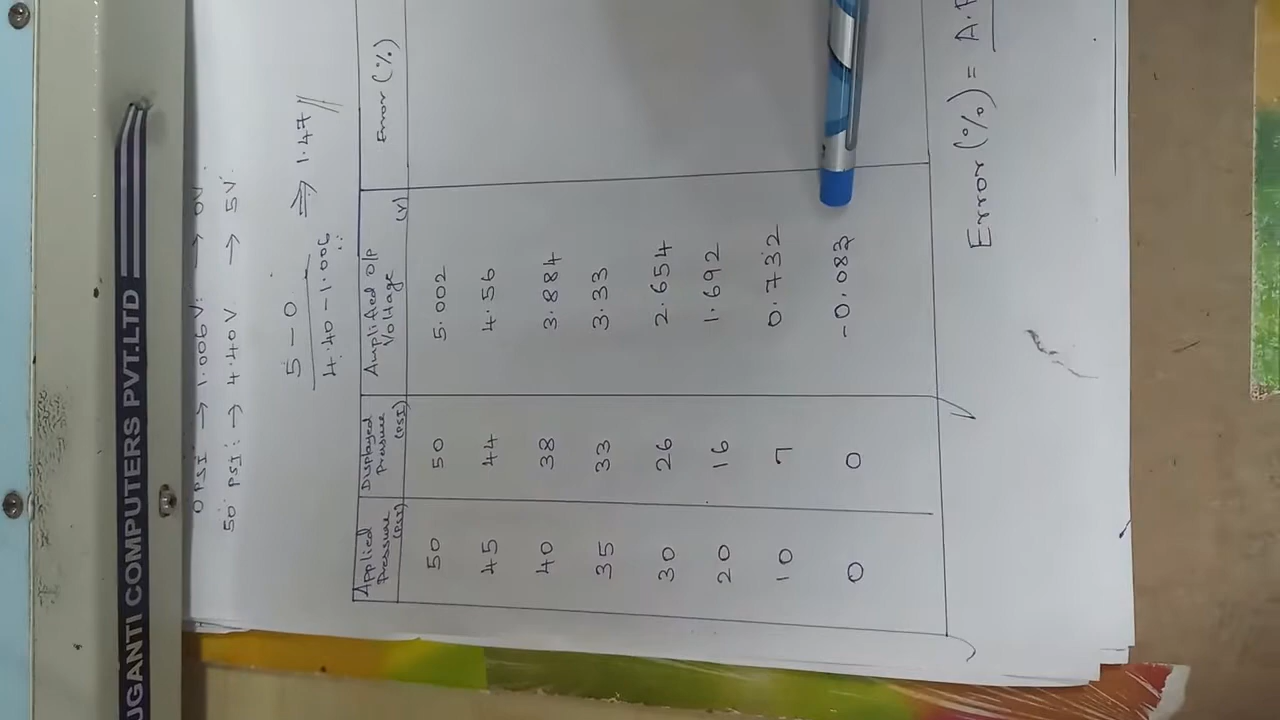 UGANTI COMPUTERS PVT.LTD
0 PSI → 1.006V → 0V
50 PSI → 4.40V → 5V
5 - 0
4.40 - 1.006
⇒ 1.47 //
Applied Pressure (PSI) Displayed Pressure (PSI) Amplified O/P Voltage (V) Error (%)
50 50 5.002
45 44 4.56
40 38 3.884
35 33 3.33
30 26 2.654
20 16 1.692
10 7 0.732
0 0 -0.083
Error (%) = A.P